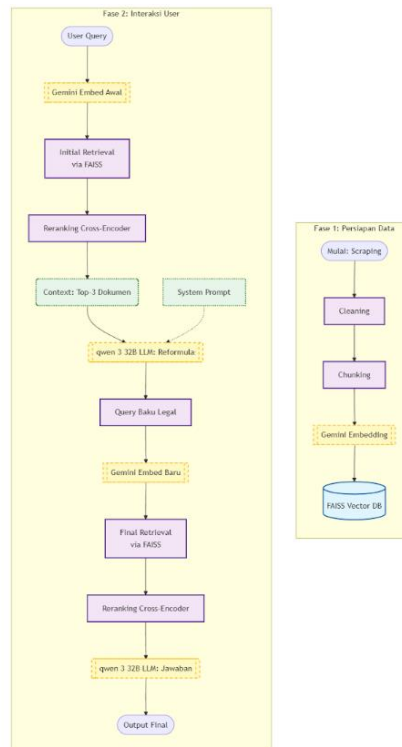 Fase 2: Interaksi User
User Query
Gemini Embed Awal
Initial Retrieval
via FAISS
Reranking Cross-Encoder
Context: Top-3 Dokumen
System Prompt
qwen 3 32B LLM: Reformula
Query Baku Legal
Gemini Embed Baru
Final Retrieval
via FAISS
Reranking Cross-Encoder
qwen 3 32B LLM: Jawaban
Output Final
Fase 1: Persiapan Data
Mulai: Scraping
Cleaning
Chunking
Gemini Embedding
FAISS Vector DB